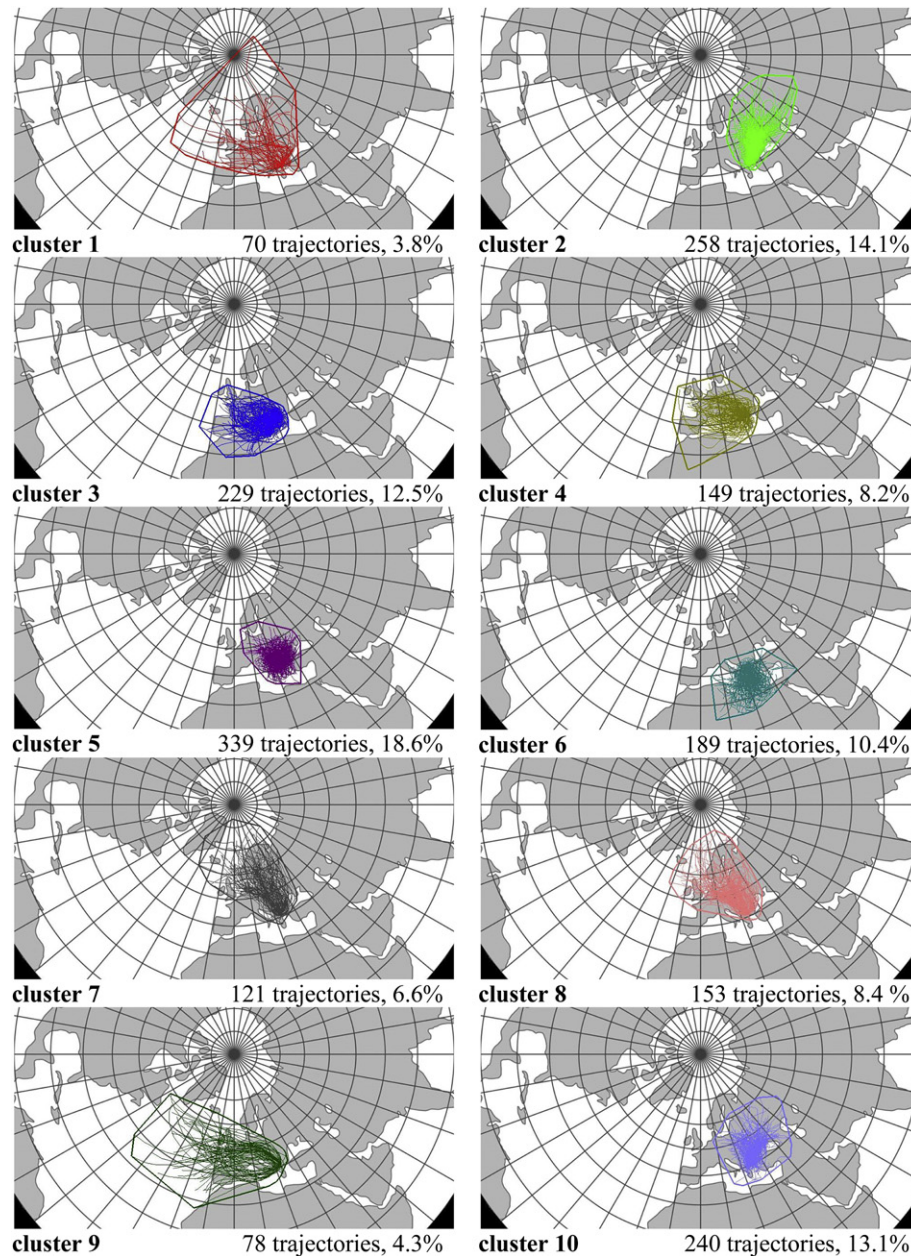 cluster 1 70 trajectories, 3.8%
cluster 2 258 trajectories, 14.1%
cluster 3 229 trajectories, 12.5%
cluster 4 149 trajectories, 8.2%
cluster 5 339 trajectories, 18.6%
cluster 6 189 trajectories, 10.4%
cluster 7 121 trajectories, 6.6%
cluster 8 153 trajectories, 8.4 %
cluster 9 78 trajectories, 4.3%
cluster 10 240 trajectories, 13.1%